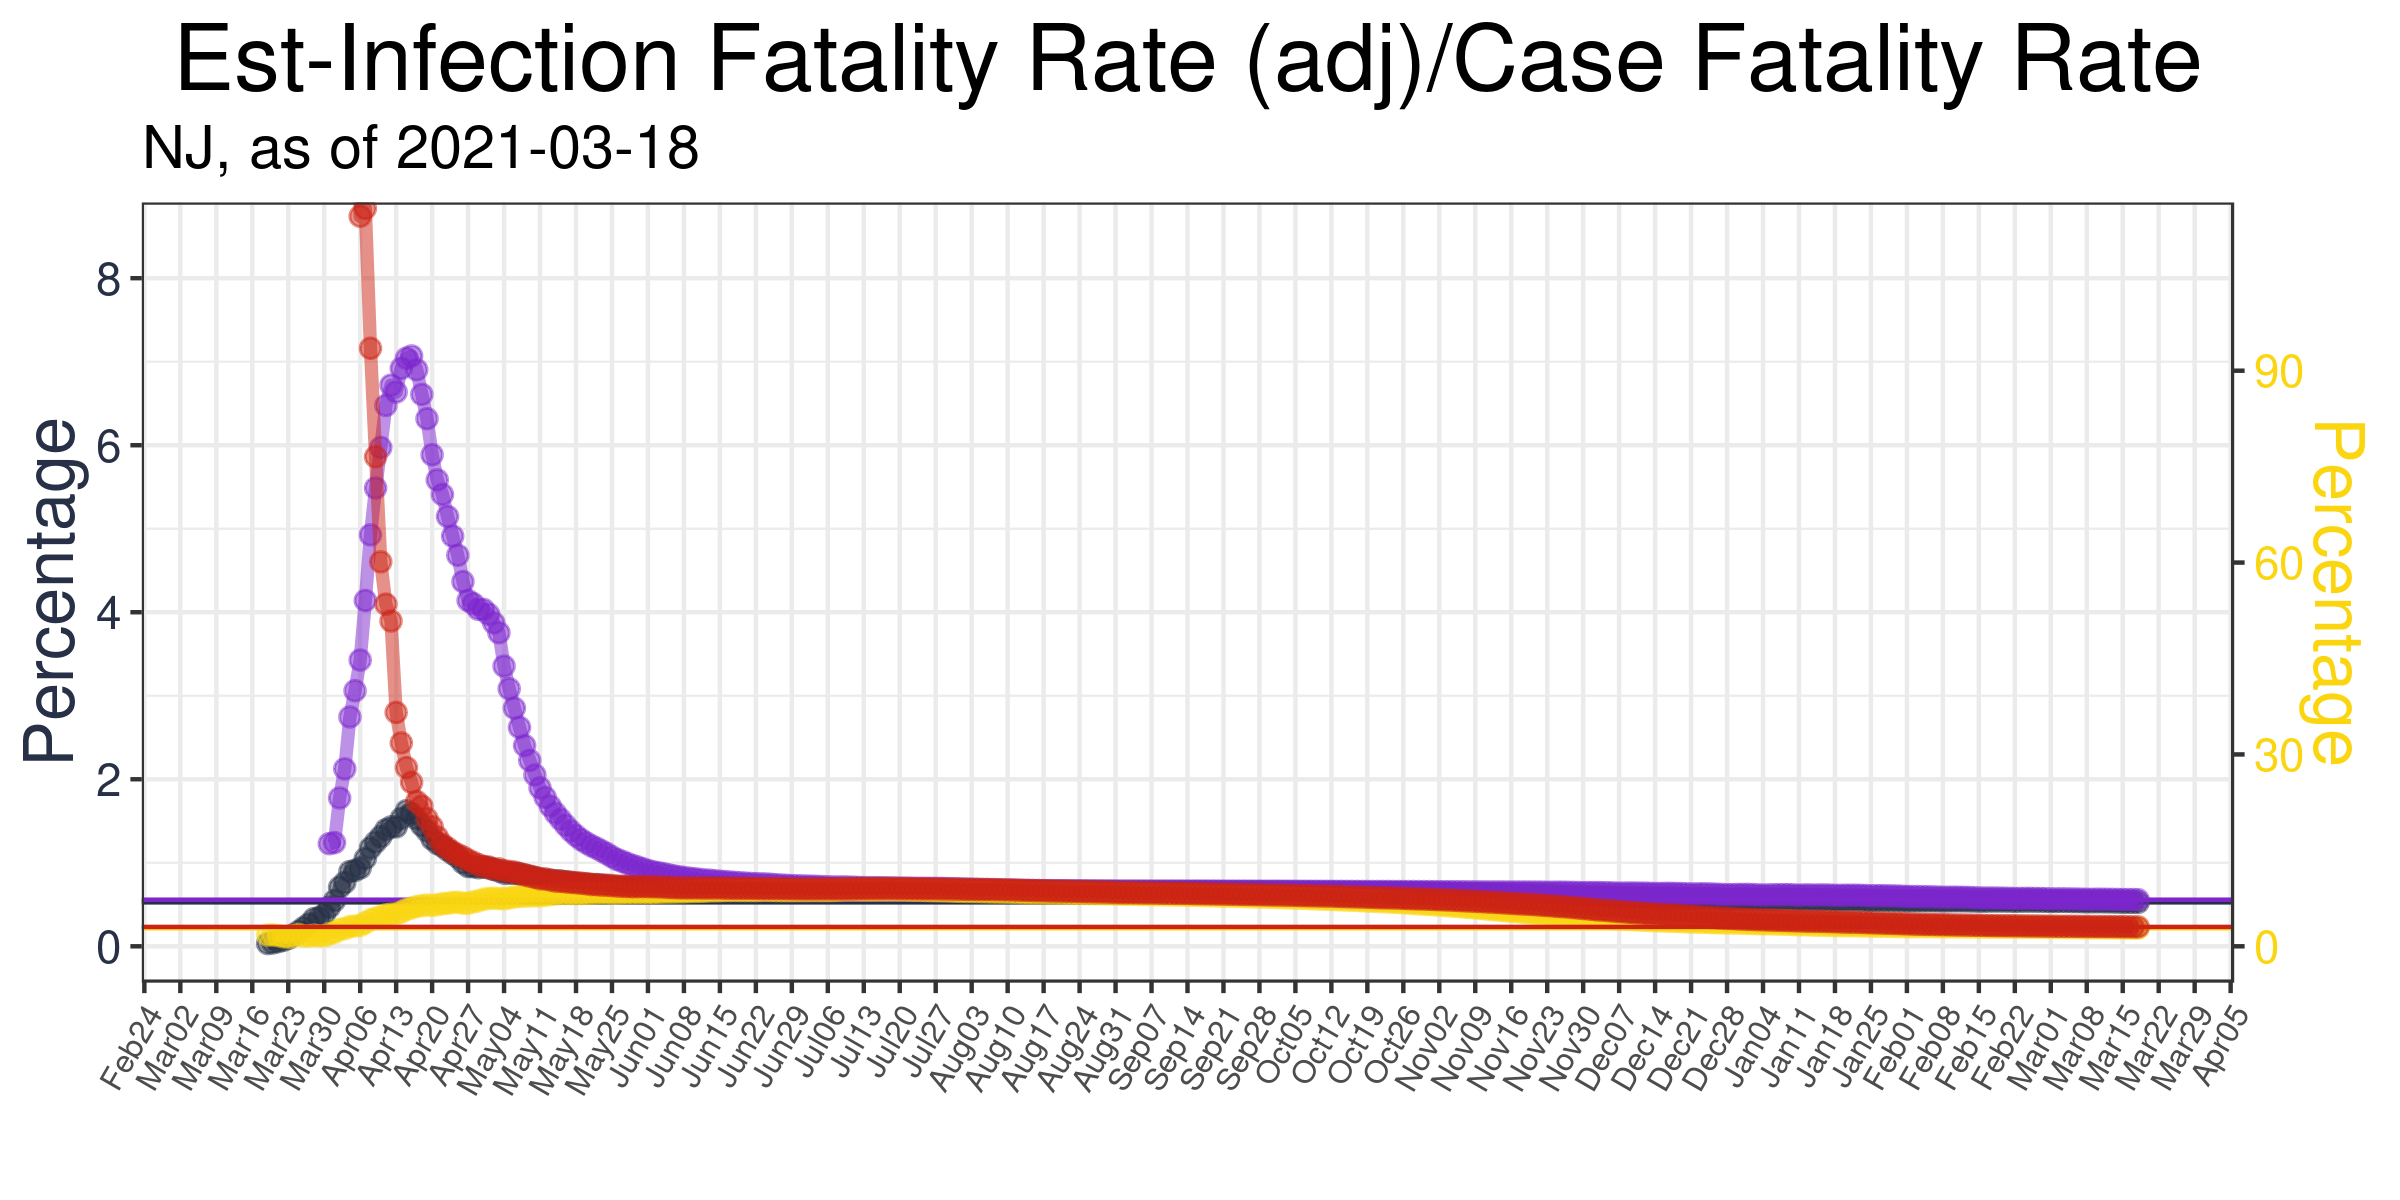 Est-Infection Fatality Rate (adj)/Case Fatality Rate
NJ, as of 2021-03-18
Percentage
8
6
4
2
0
90
60
30
0
Percentage
Feb24
Mar02
Mar09
Mar16
Mar23
Mar30
Apr06
Apr13
Apr20
Apr27
May04
May11
May18
May25
Jun01
Jun08
Jun15
Jun22
Jun29
Jul06
Jul13
Jul20
Jul27
Aug03
Aug10
Aug17
Aug24
Aug31
Sep07
Sep14
Sep21
Sep28
Oct05
Oct12
Oct19
Oct26
Nov02
Nov09
Nov16
Nov23
Nov30
Dec07
Dec14
Dec21
Dec28
Dec04
Jan11
Jan18
Jan25
Feb01
Feb08
Feb15
Feb22
Mar01
Mar08
Mar15
Mar22
Mar29
Apr05